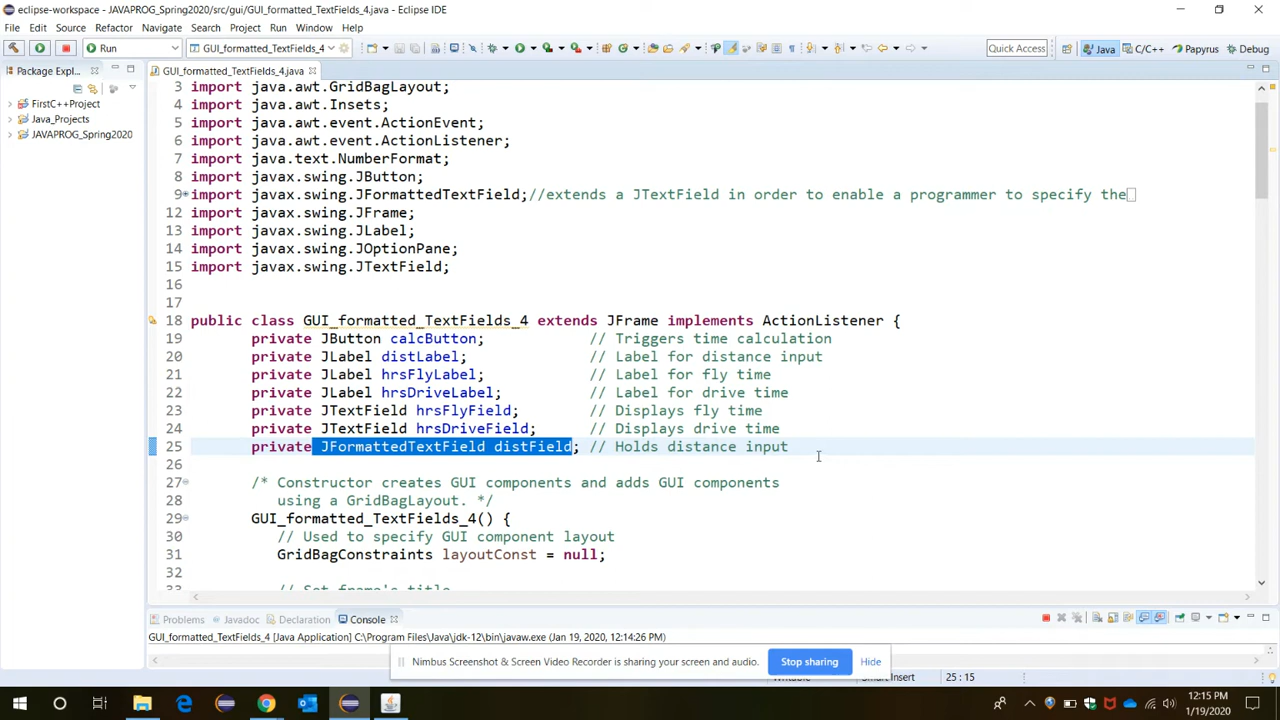 eclipse-workspace - JAVAPROG_Spring2020/src/gui/GUI_formatted_TextFields_4.java - Eclipse IDE
File Edit Source Refactor Navigate Search Project Run Window Help
Run GUI_formatted_TextFields_4 Quick Access Java C/C++ Papyrus Debug
Package Expl... GUI_formatted_TextFields_4.java
FirstC++Project
Java_Projects
JAVAPROG_Spring2020
3 import java.awt.GridBagLayout;
4 import java.awt.Insets;
5 import java.awt.event.ActionEvent;
6 import java.awt.event.ActionListener;
7 import java.text.NumberFormat;
8 import javax.swing.JButton;
9 import javax.swing.JFormattedTextField;//extends a JTextField in order to enable a programmer to specify the
12 import javax.swing.JFrame;
13 import javax.swing.JLabel;
14 import javax.swing.JOptionPane;
15 import javax.swing.JTextField;
16
17
18 public class GUI_formatted_TextFields_4 extends JFrame implements ActionListener {
19 private JButton calcButton; // Triggers time calculation
20 private JLabel distLabel; // Label for distance input
21 private JLabel hrsFlyLabel; // Label for fly time
22 private JLabel hrsDriveLabel; // Label for drive time
23 private JTextField hrsFlyField; // Displays fly time
24 private JTextField hrsDriveField; // Displays drive time
25 private JFormattedTextField distField; // Holds distance input
26
27 /* Constructor creates GUI components and adds GUI components
28 using a GridBagLayout. */
29 GUI_formatted_TextFields_4() {
30 // Used to specify GUI component layout
31 GridBagConstraints layoutConst = null;
32
33 // Set frame's title
Problems Javadoc Declaration Console
GUI_formatted_TextFields_4 [Java Application] C:\Program Files\Java\jdk-12\bin\javaw.exe (Jan 19, 2020, 12:14:26 PM)
Nimbus Screenshot & Screen Video Recorder is sharing your screen and audio. Stop sharing Hide
Writable Smart Insert 25 : 15
12:15 PM
1/19/2020